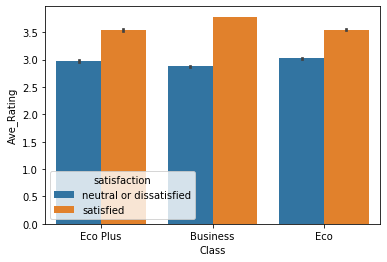 3.5
3.0
2.5
2.0
1.5
1.0
0.5
0.0
Ave_Rating
satisfaction
neutral or dissatisfied
satisfied
Eco Plus Business Eco
Class